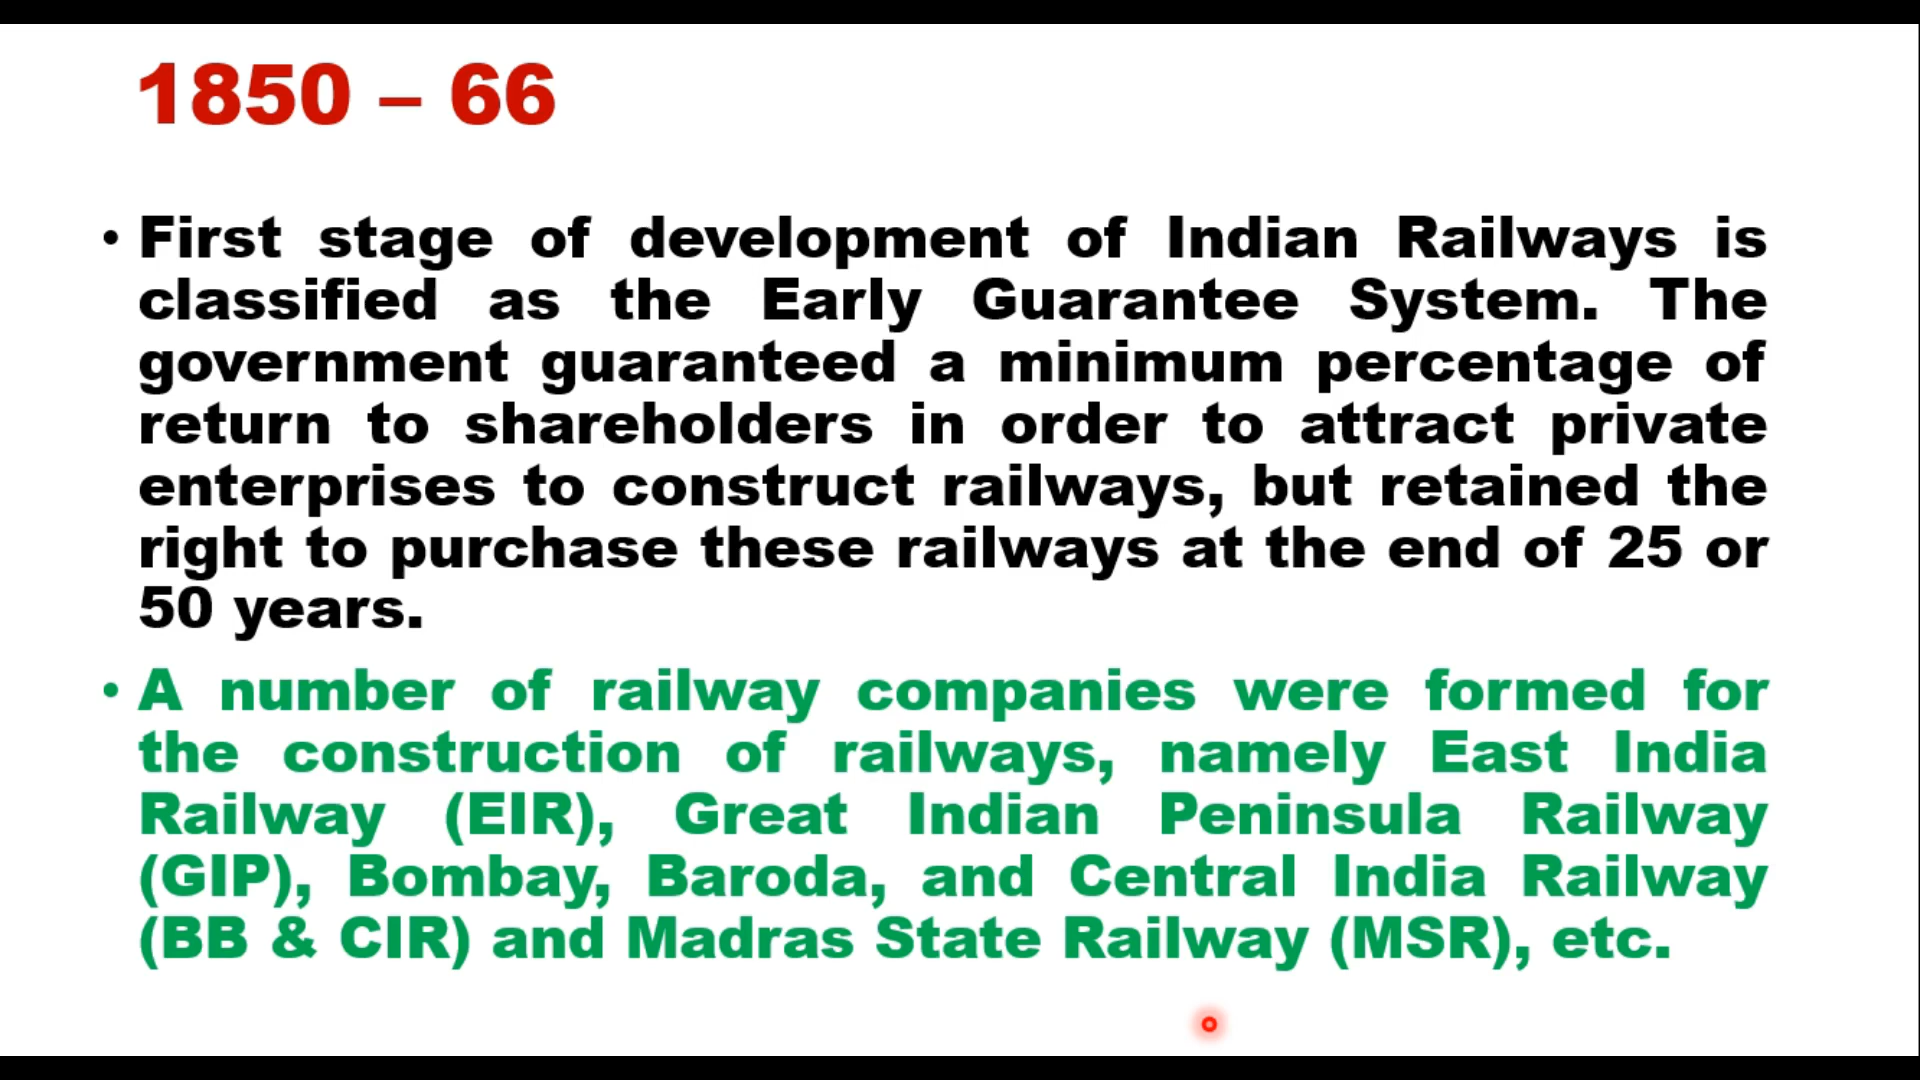 1850 – 66
• First stage of development of Indian Railways is
classified as the Early Guarantee System. The
government guaranteed a minimum percentage of
return to shareholders in order to attract private
enterprises to construct railways, but retained the
right to purchase these railways at the end of 25 or
50 years.
• A number of railway companies were formed for
the construction of railways, namely East India
Railway (EIR), Great Indian Peninsula Railway
(GIP), Bombay, Baroda, and Central India Railway
(BB & CIR) and Madras State Railway (MSR), etc.